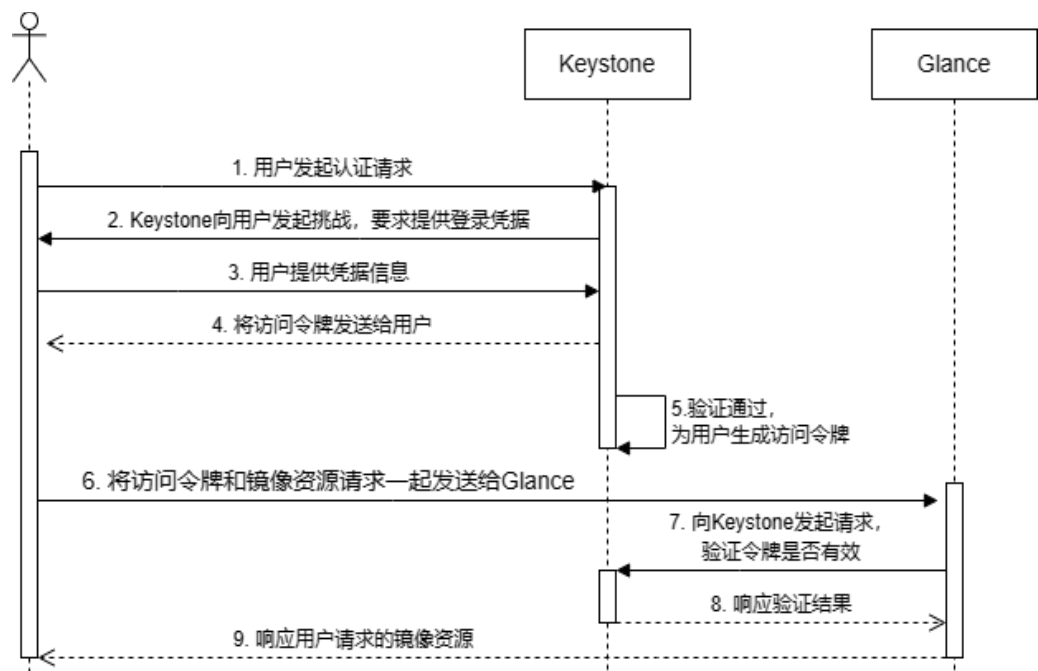 Keystone
Glance
1. 用户发起认证请求
2. Keystone向用户发起挑战，要求提供登录凭据
3. 用户提供凭据信息
4. 将访问令牌发送给用户
5.验证通过，
为用户生成访问令牌
6. 将访问令牌和镜像资源请求一起发送给Glance
7. 向Keystone发起请求，
验证令牌是否有效
8. 响应验证结果
9. 响应用户请求的镜像资源